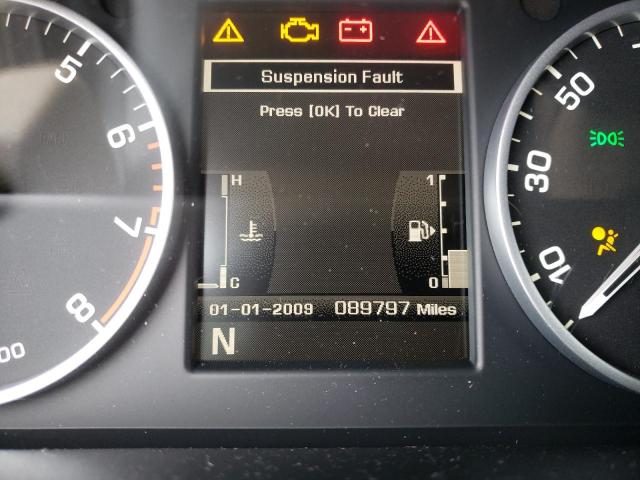 Suspension Fault
Press [OK] To Clear
H
1
C
0
01-01-2009 089797 Miles
N
5
6
7
8
00
50
30
10